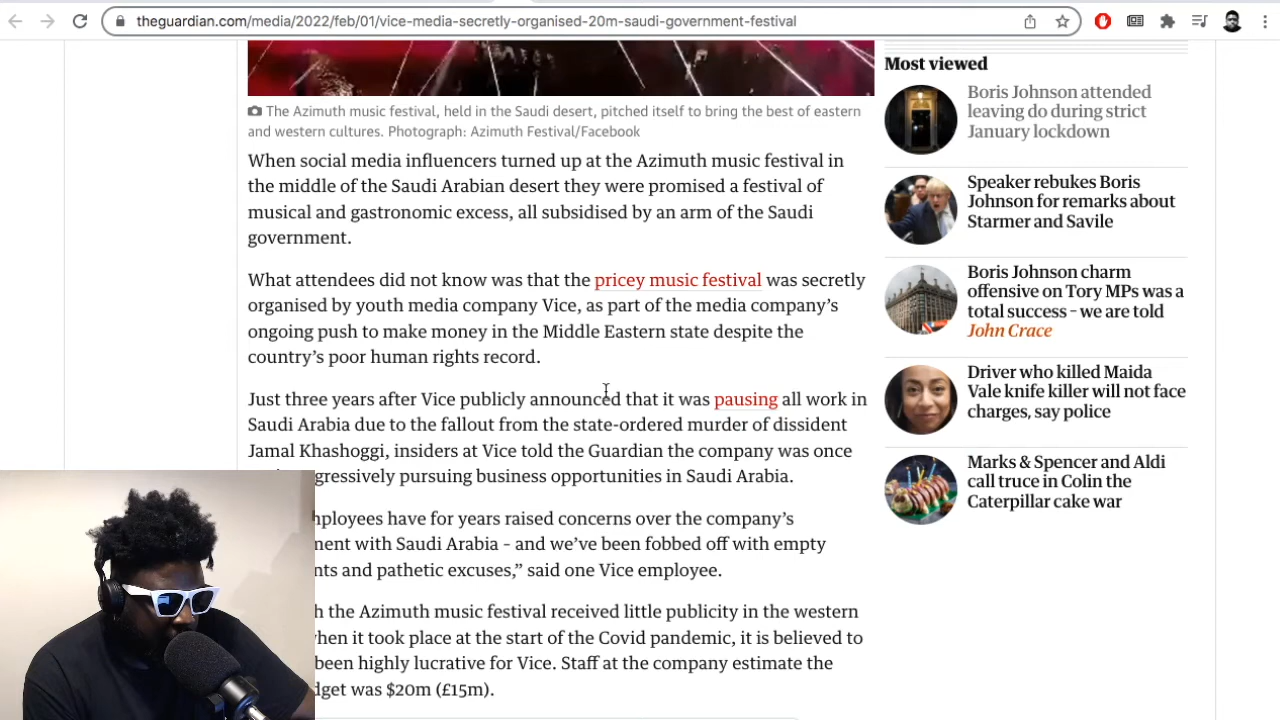 theguardian.com/media/2022/feb/01/vice-media-secretly-organised-20m-saudi-government-festival
The Azimuth music festival, held in the Saudi desert, pitched itself to bring the best of eastern
and western cultures. Photograph: Azimuth Festival/Facebook
When social media influencers turned up at the Azimuth music festival in
the middle of the Saudi Arabian desert they were promised a festival of
musical and gastronomic excess, all subsidised by an arm of the Saudi
government.
What attendees did not know was that the pricey music festival was secretly
organised by youth media company Vice, as part of the media company's
ongoing push to make money in the Middle Eastern state despite the
country's poor human rights record.
Just three years after Vice publicly announced that it was pausing all work in
Saudi Arabia due to the fallout from the state-ordered murder of dissident
Jamal Khashoggi, insiders at Vice told the Guardian the company was once
gressively pursuing business opportunities in Saudi Arabia.
ployees have for years raised concerns over the company's
ment with Saudi Arabia – and we've been fobbed off with empty
nts and pathetic excuses," said one Vice employee.
h the Azimuth music festival received little publicity in the western
hen it took place at the start of the Covid pandemic, it is believed to
been highly lucrative for Vice. Staff at the company estimate the
dget was $20m (£15m).
Most viewed
Boris Johnson attended
leaving do during strict
January lockdown
Speaker rebukes Boris
Johnson for remarks about
Starmer and Savile
Boris Johnson charm
offensive on Tory MPs was a
total success – we are told
John Crace
Driver who killed Maida
Vale knife killer will not face
charges, say police
Marks & Spencer and Aldi
call truce in Colin the
Caterpillar cake war